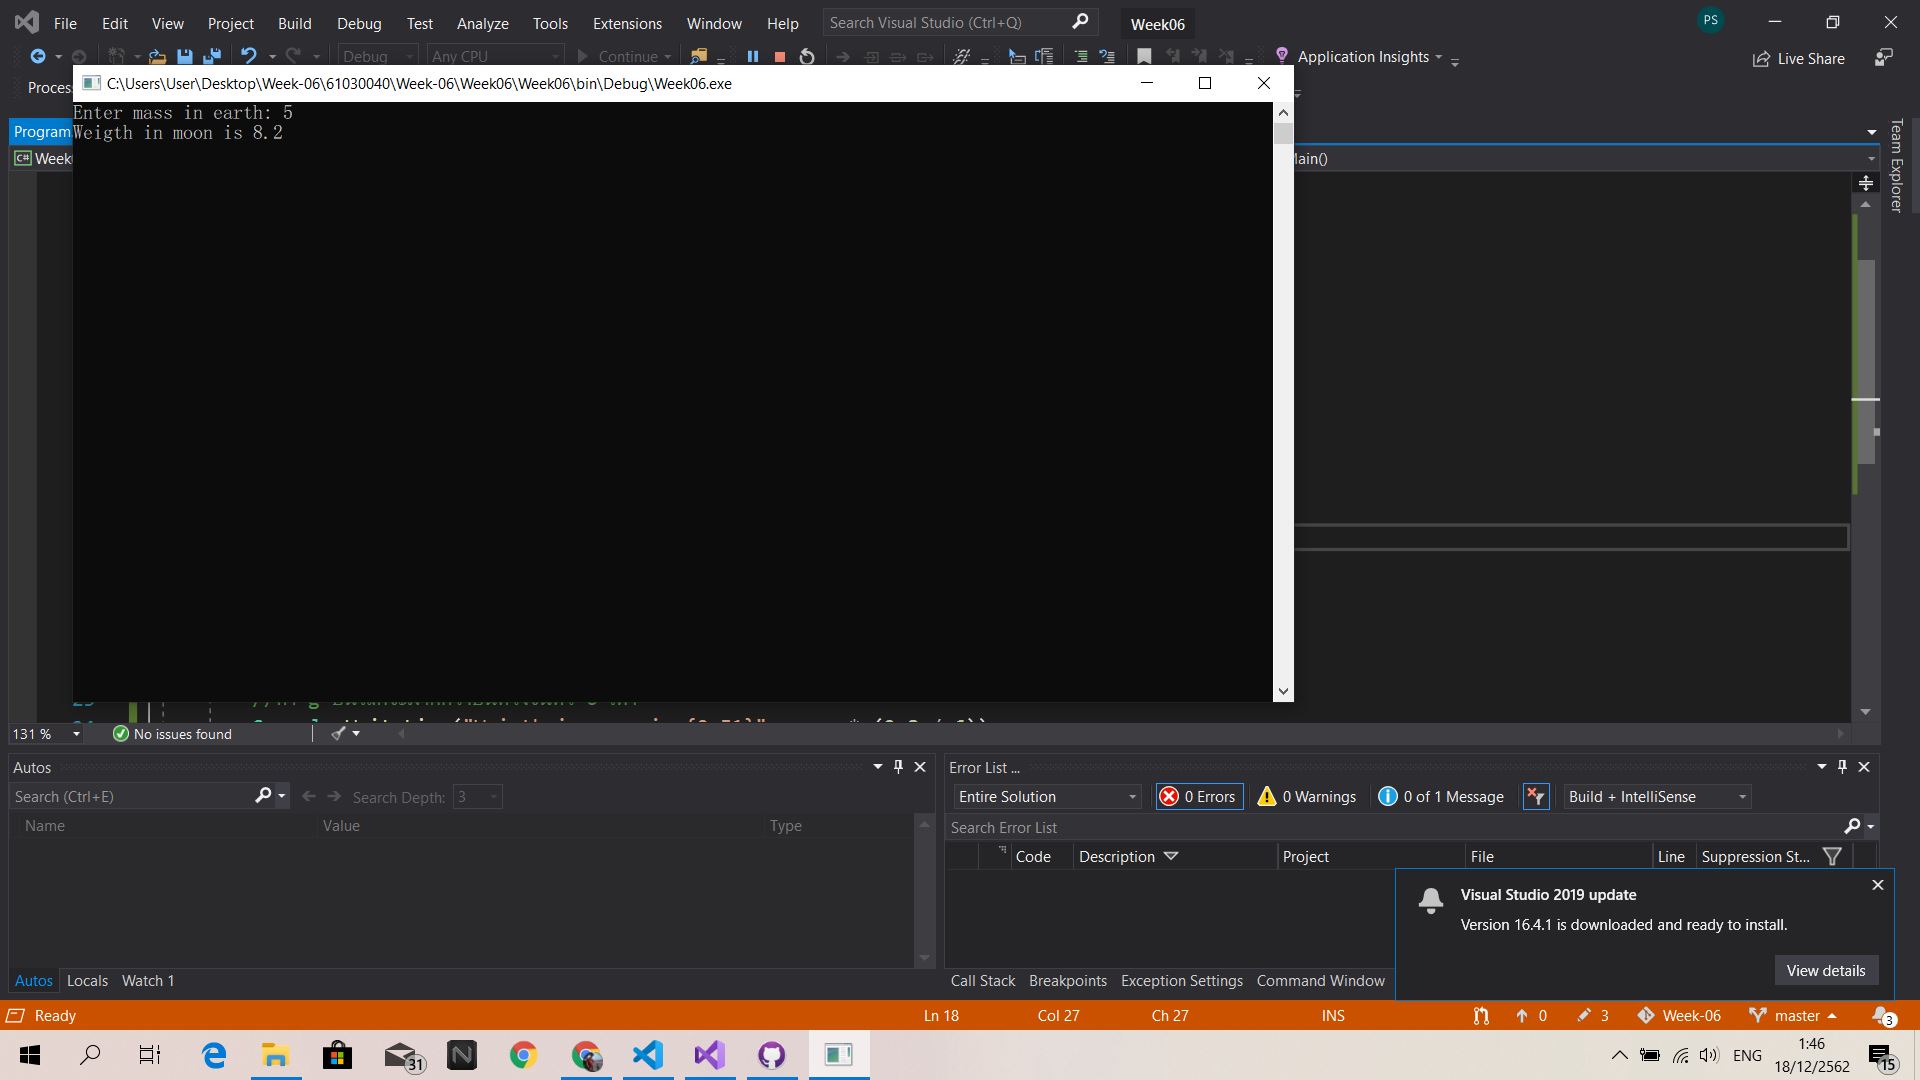 File Edit View Project Build Debug Test Analyze Tools Extensions Window Help Search Visual Studio (Ctrl+Q) Week06 PS
Debug Any CPU Continue Application Insights Live Share
Proces
C:\Users\User\Desktop\Week-06\61030040\Week-06\Week06\Week06\bin\Debug\Week06.exe
Enter mass in earth: 5
Weigth in moon is 8.2
Program
C# Week
Main()
Team Explorer
131 % No issues found
Autos
Search (Ctrl+E) Search Depth: 3
Name Value Type
Autos Locals Watch 1
Error List ...
Entire Solution 0 Errors 0 Warnings 0 of 1 Message Build + IntelliSense
Search Error List
Code Description Project File Line Suppression St...
Call Stack Breakpoints Exception Settings Command Window
Visual Studio 2019 update
Version 16.4.1 is downloaded and ready to install.
View details
Ready Ln 18 Col 27 Ch 27 INS 0 3 Week-06 master 3
31 ENG 1:46
18/12/2562 15